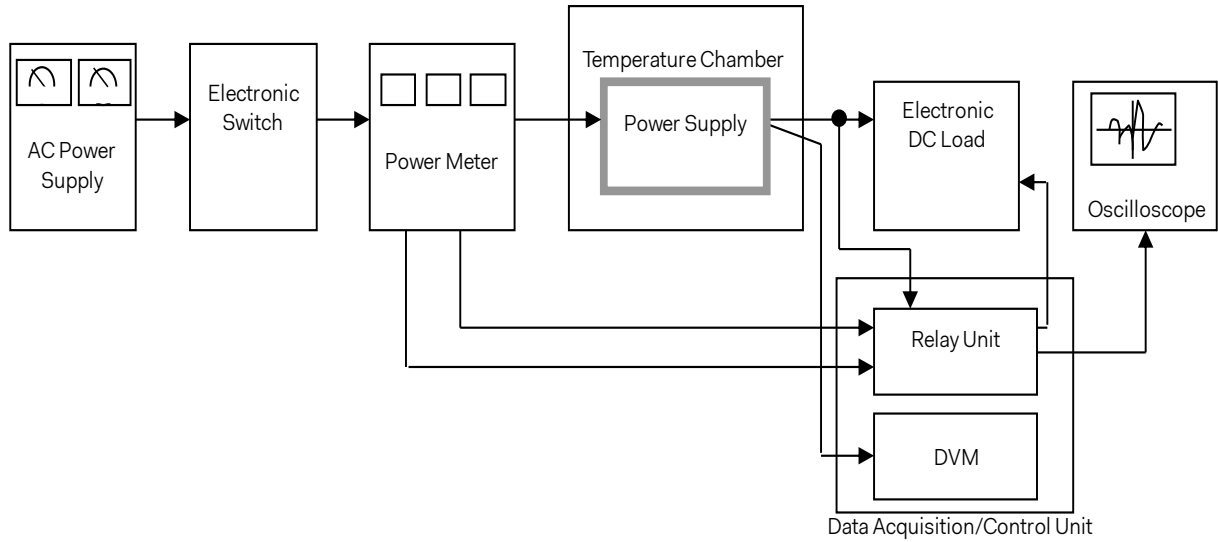 AC Power
Supply
Electronic
Switch
Power Meter
Temperature Chamber
Power Supply
Electronic
DC Load
Oscilloscope
Relay Unit
DVM
Data Acquisition/Control Unit